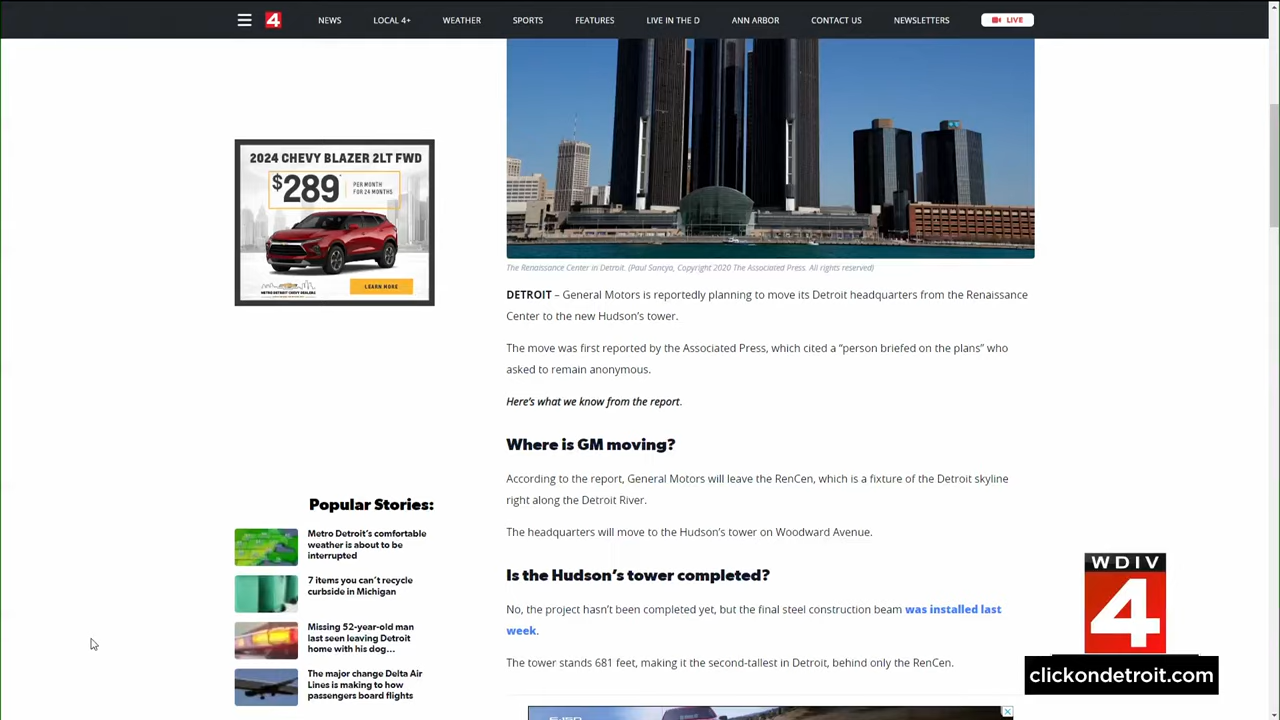 4
NEWS
LOCAL 4+
WEATHER
SPORTS
FEATURES
LIVE IN THE D
ANN ARBOR
CONTACT US
NEWSLETTERS
LIVE
2024 CHEVY BLAZER 2LT FWD
$289*
PER MONTH
FOR 24 MONTHS
METRO DETROIT CHEVY DEALERS
LEARN MORE
The Renaissance Center in Detroit. (Paul Sancya, Copyright 2020 The Associated Press. All rights reserved)
DETROIT – General Motors is reportedly planning to move its Detroit headquarters from the Renaissance
Center to the new Hudson's tower.
The move was first reported by the Associated Press, which cited a “person briefed on the plans” who
asked to remain anonymous.
Here's what we know from the report.
Where is GM moving?
According to the report, General Motors will leave the RenCen, which is a fixture of the Detroit skyline
right along the Detroit River.
The headquarters will move to the Hudson's tower on Woodward Avenue.
Is the Hudson's tower completed?
No, the project hasn't been completed yet, but the final steel construction beam was installed last
week.
The tower stands 681 feet, making it the second-tallest in Detroit, behind only the RenCen.
Popular Stories:
Metro Detroit's comfortable
weather is about to be
interrupted
7 items you can't recycle
curbside in Michigan
Missing 52-year-old man
last seen leaving Detroit
home with his dog...
The major change Delta Air
Lines is making to how
passengers board flights
WDIV
4
clickondetroit.com